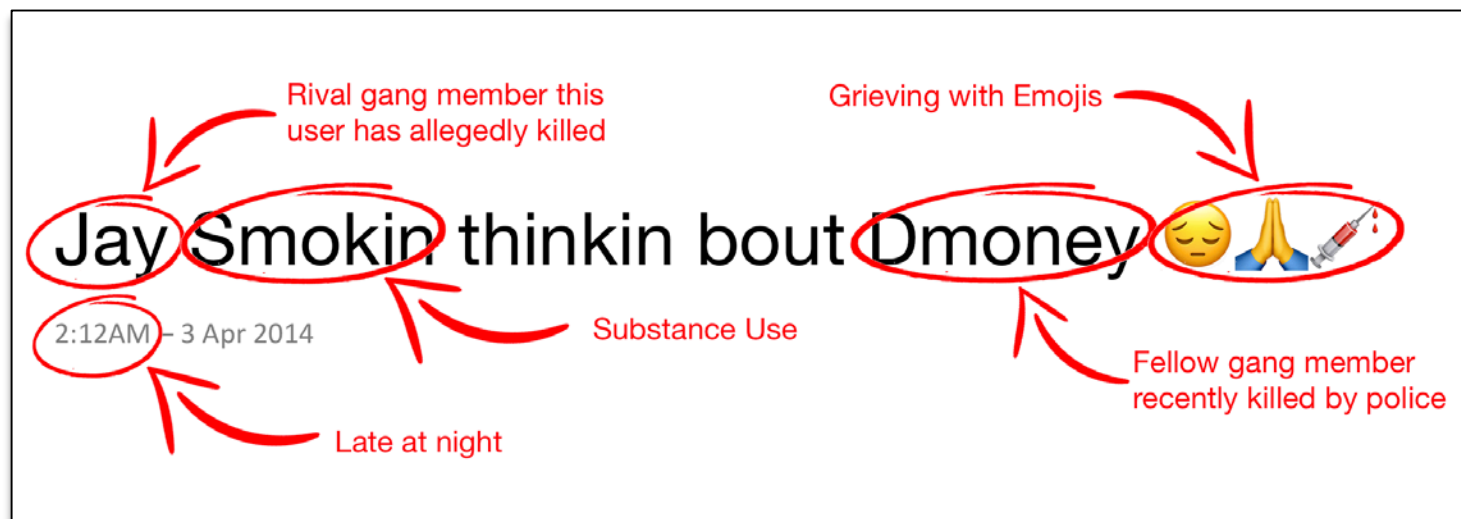 Rival gang member this
user has allegedly killed
Grieving with Emojis
Jay Smokin thinkin bout Dmoney 😔🙏💉
2:12AM – 3 Apr 2014
Substance Use
Fellow gang member
recently killed by police
Late at night